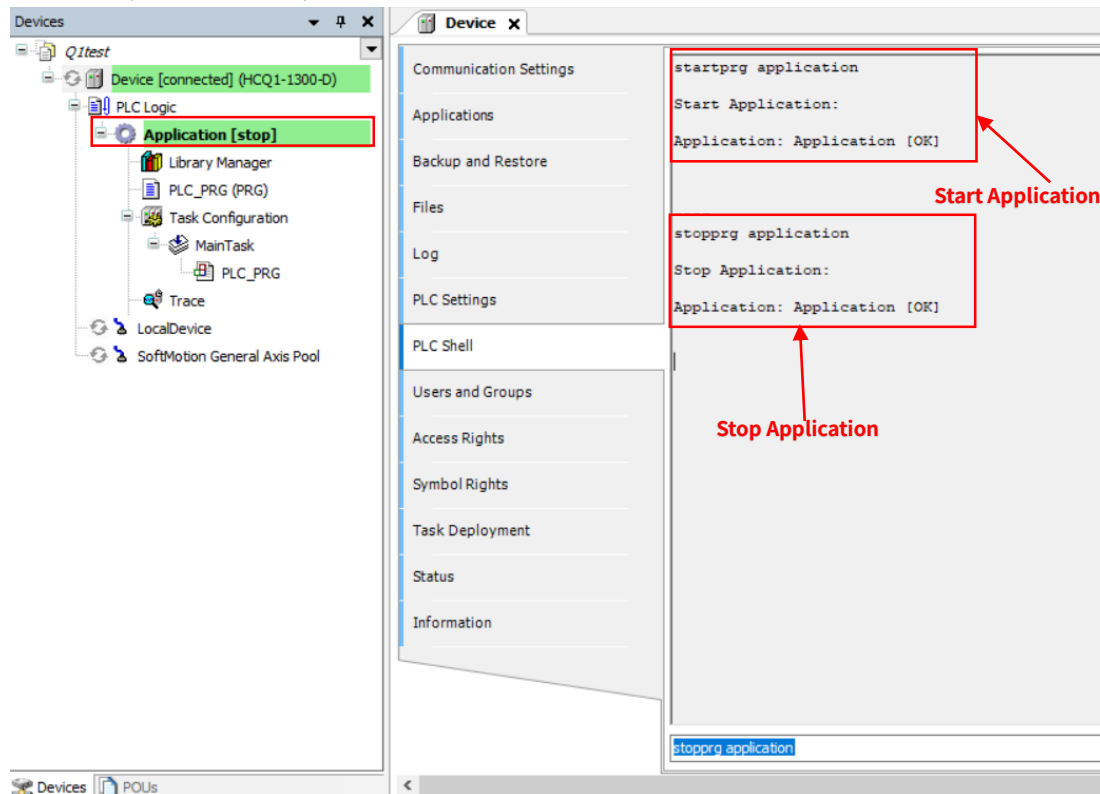 Devices
Q1test
Device [connected] (HCQ1-1300-D)
PLC Logic
Application [stop]
Library Manager
PLC_PRG (PRG)
Task Configuration
MainTask
PLC_PRG
Trace
LocalDevice
SoftMotion General Axis Pool
Devices
POUs
Device
Communication Settings
Applications
Backup and Restore
Files
Log
PLC Settings
PLC Shell
Users and Groups
Access Rights
Symbol Rights
Task Deployment
Status
Information
startprg application
Start Application:
Application: Application [OK]
Start Application
stopprg application
Stop Application:
Application: Application [OK]
Stop Application
stopprg application